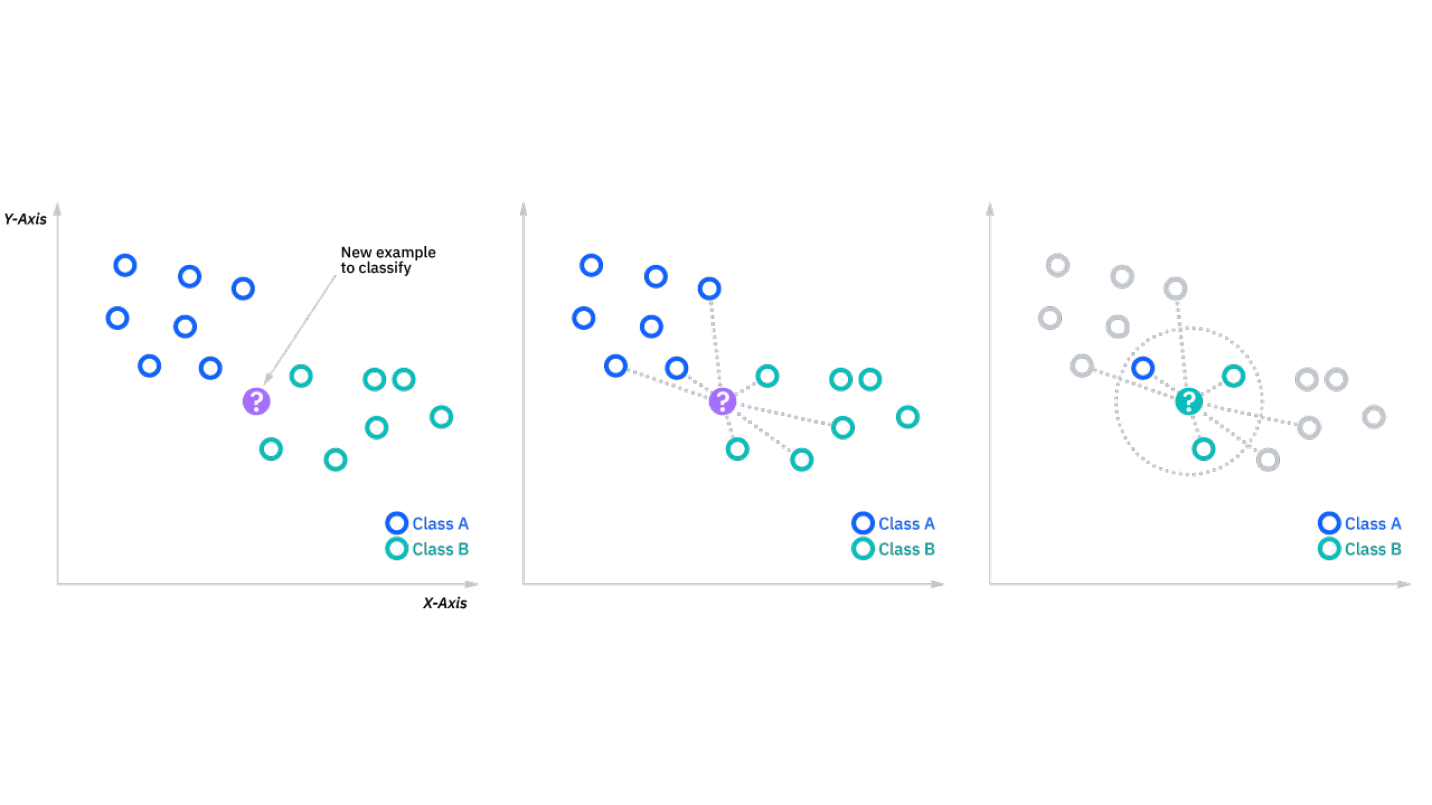 Y-Axis
New example
to classify
?
Class A
Class B
X-Axis
?
Class A
Class B
?
Class A
Class B